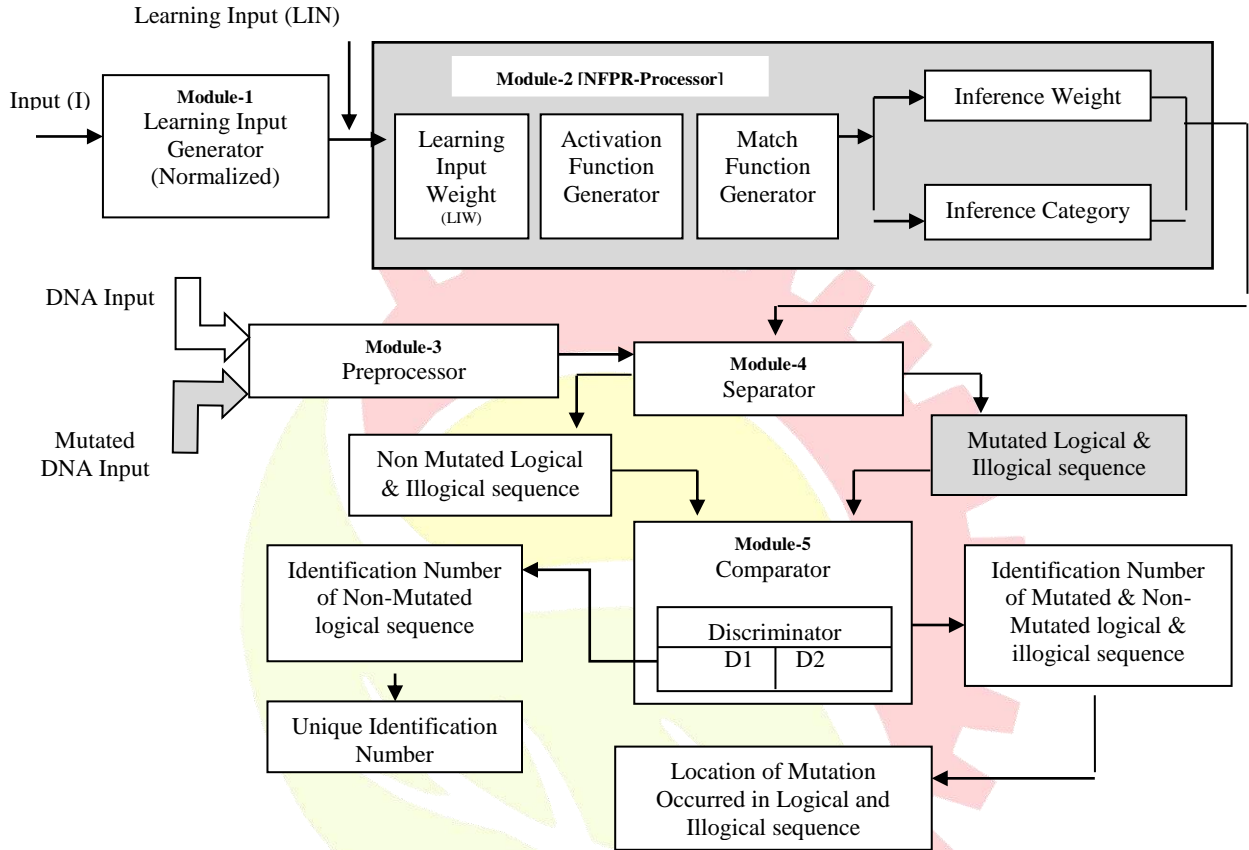 Learning Input (LIN)
Input (I)
Module-1
Learning Input
Generator
(Normalized)
Module-2 [NFPR-Processor]
Learning
Input
Weight
(LIW)
Activation
Function
Generator
Match
Function
Generator
Inference Weight
Inference Category
DNA Input
Mutated
DNA Input
Module-3
Preprocessor
Module-4
Separator
Non Mutated Logical
& Illogical sequence
Mutated Logical &
Illogical sequence
Module-5
Comparator
Discriminator
D1 D2
Identification Number
of Non-Mutated
logical sequence
Unique Identification
Number
Identification Number
of Mutated & Non-
Mutated logical &
illogical sequence
Location of Mutation
Occurred in Logical and
Illogical sequence